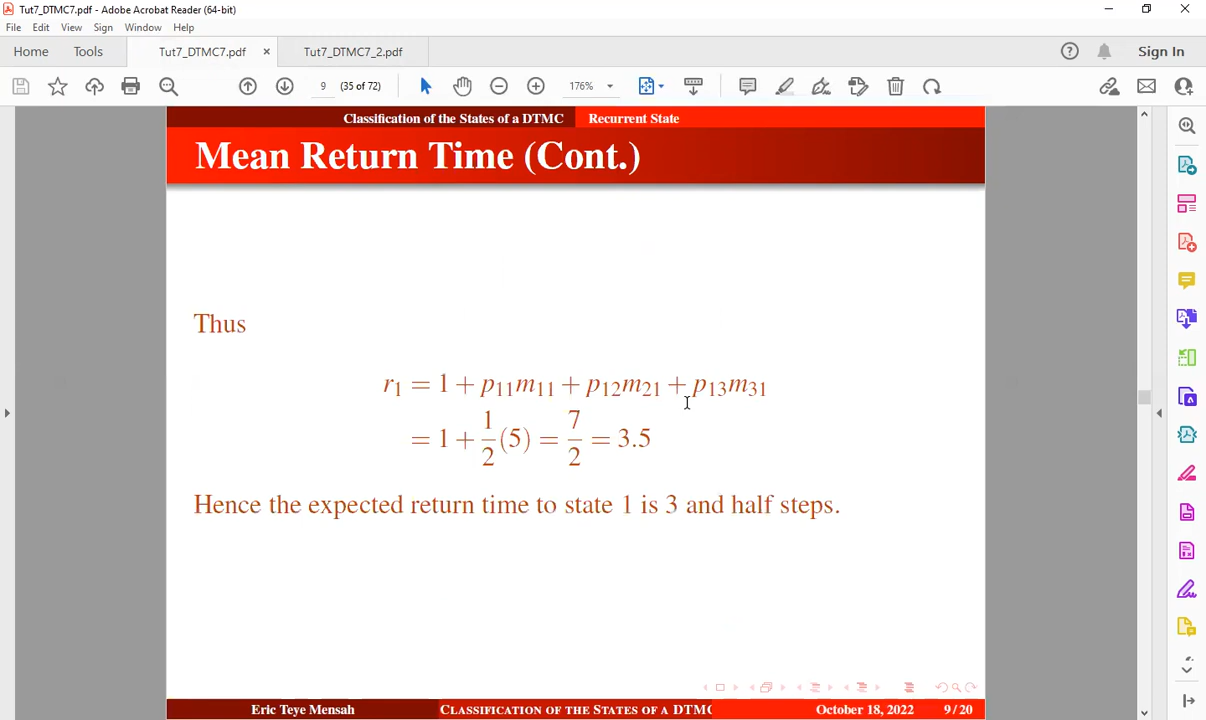 Tut7_DTMC7.pdf - Adobe Acrobat Reader (64-bit)
File Edit View Sign Window Help
Home Tools Tut7_DTMC7.pdf × Tut7_DTMC7_2.pdf Sign In
9 (35 of 72) 176%
Classification of the States of a DTMC Recurrent State
Mean Return Time (Cont.)
Thus
r₁ = 1 + p₁₁m₁₁ + p₁₂m₂₁ + p₁₃m₃₁
= 1 + 1/2(5) = 7/2 = 3.5
Hence the expected return time to state 1 is 3 and half steps.
Eric Teye Mensah CLASSIFICATION OF THE STATES OF A DTMC October 18, 2022 9/20